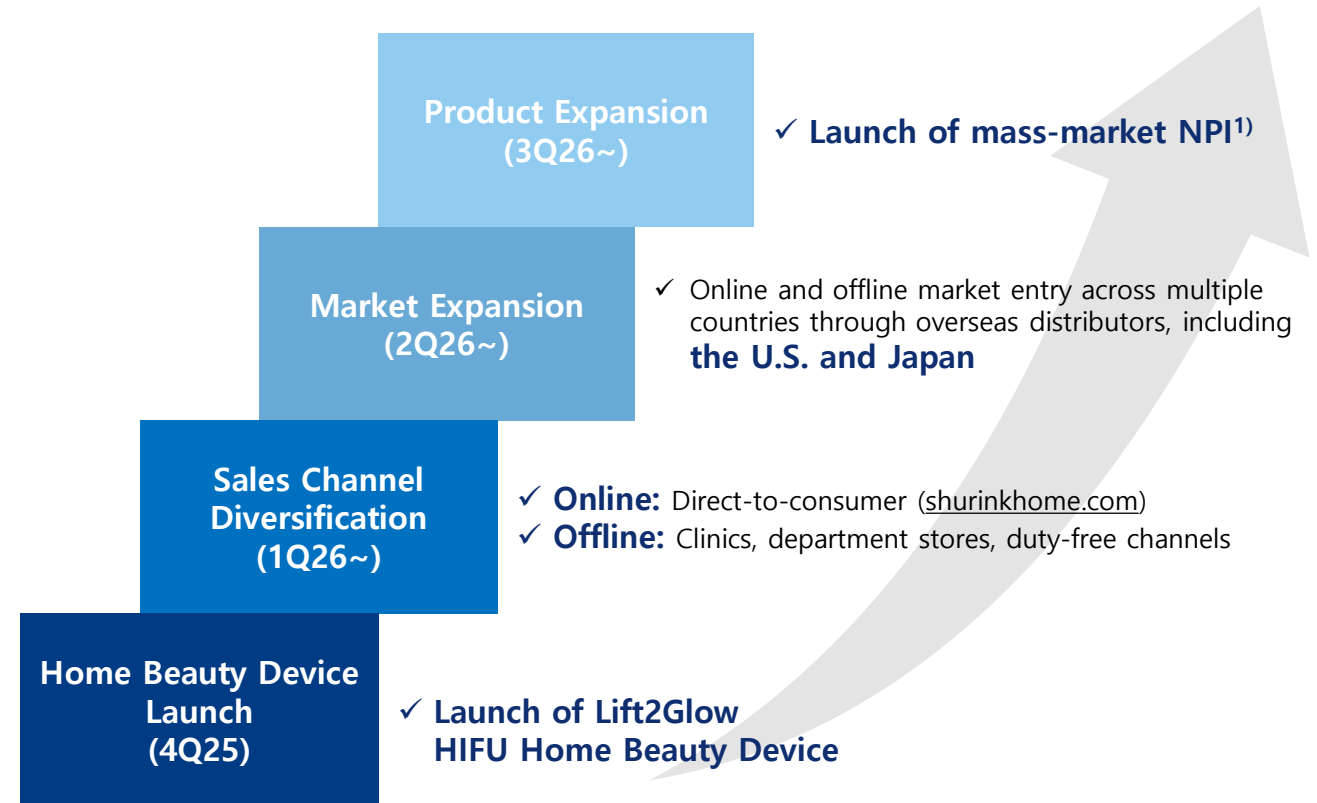 Product Expansion
(3Q26~)
✓ Launch of mass-market NPI¹⁾
Market Expansion
(2Q26~)
✓ Online and offline market entry across multiple
countries through overseas distributors, including
the U.S. and Japan
Sales Channel
Diversification
(1Q26~)
✓ Online: Direct-to-consumer (shurinkhome.com)
✓ Offline: Clinics, department stores, duty-free channels
Home Beauty Device
Launch
(4Q25)
✓ Launch of Lift2Glow
HIFU Home Beauty Device